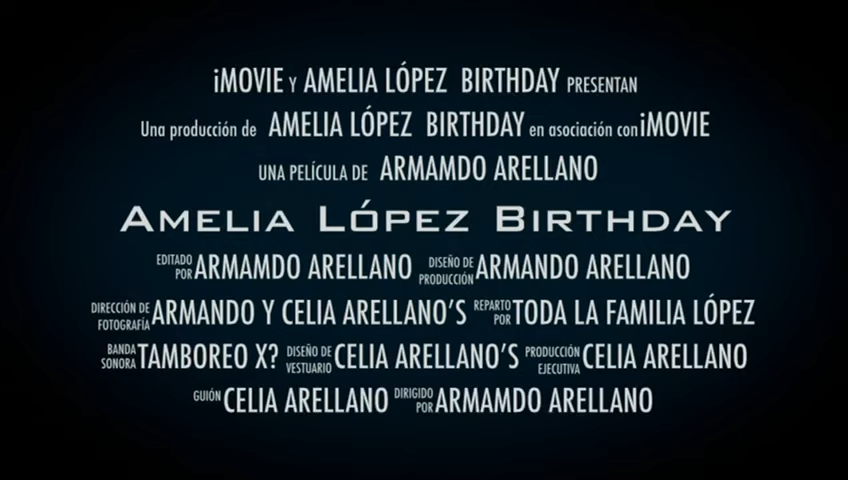 iMOVIE Y AMELIA LÓPEZ BIRTHDAY PRESENTAN
Una producción de AMELIA LÓPEZ BIRTHDAY en asociación con iMOVIE
UNA PELÍCULA DE ARMAMDO ARELLANO
AMELIA LÓPEZ BIRTHDAY
EDITADO POR ARMAMDO ARELLANO DISEÑO DE PRODUCCIÓN ARMANDO ARELLANO
DIRECCIÓN DE FOTOGRAFÍA ARMANDO Y CELIA ARELLANO'S REPARTO POR TODA LA FAMILIA LÓPEZ
BANDA SONORA TAMBOREO X? DISEÑO DE VESTUARIO CELIA ARELLANO'S PRODUCCIÓN EJECUTIVA CELIA ARELLANO
GUIÓN CELIA ARELLANO DIRIGIDO POR ARMAMDO ARELLANO